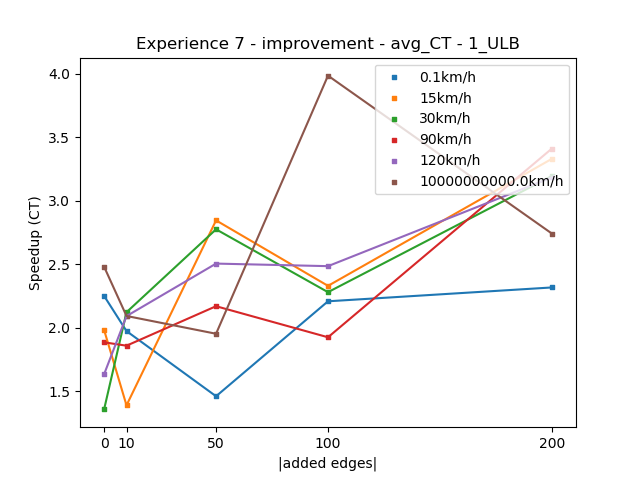 Experience 7 - improvement - avg_CT - 1_ULB
4.0
3.5
3.0
2.5
2.0
1.5
Speedup (CT)
0.1km/h
15km/h
30km/h
90km/h
120km/h
10000000000.0km/h
0 10 50 100 200
|added edges|